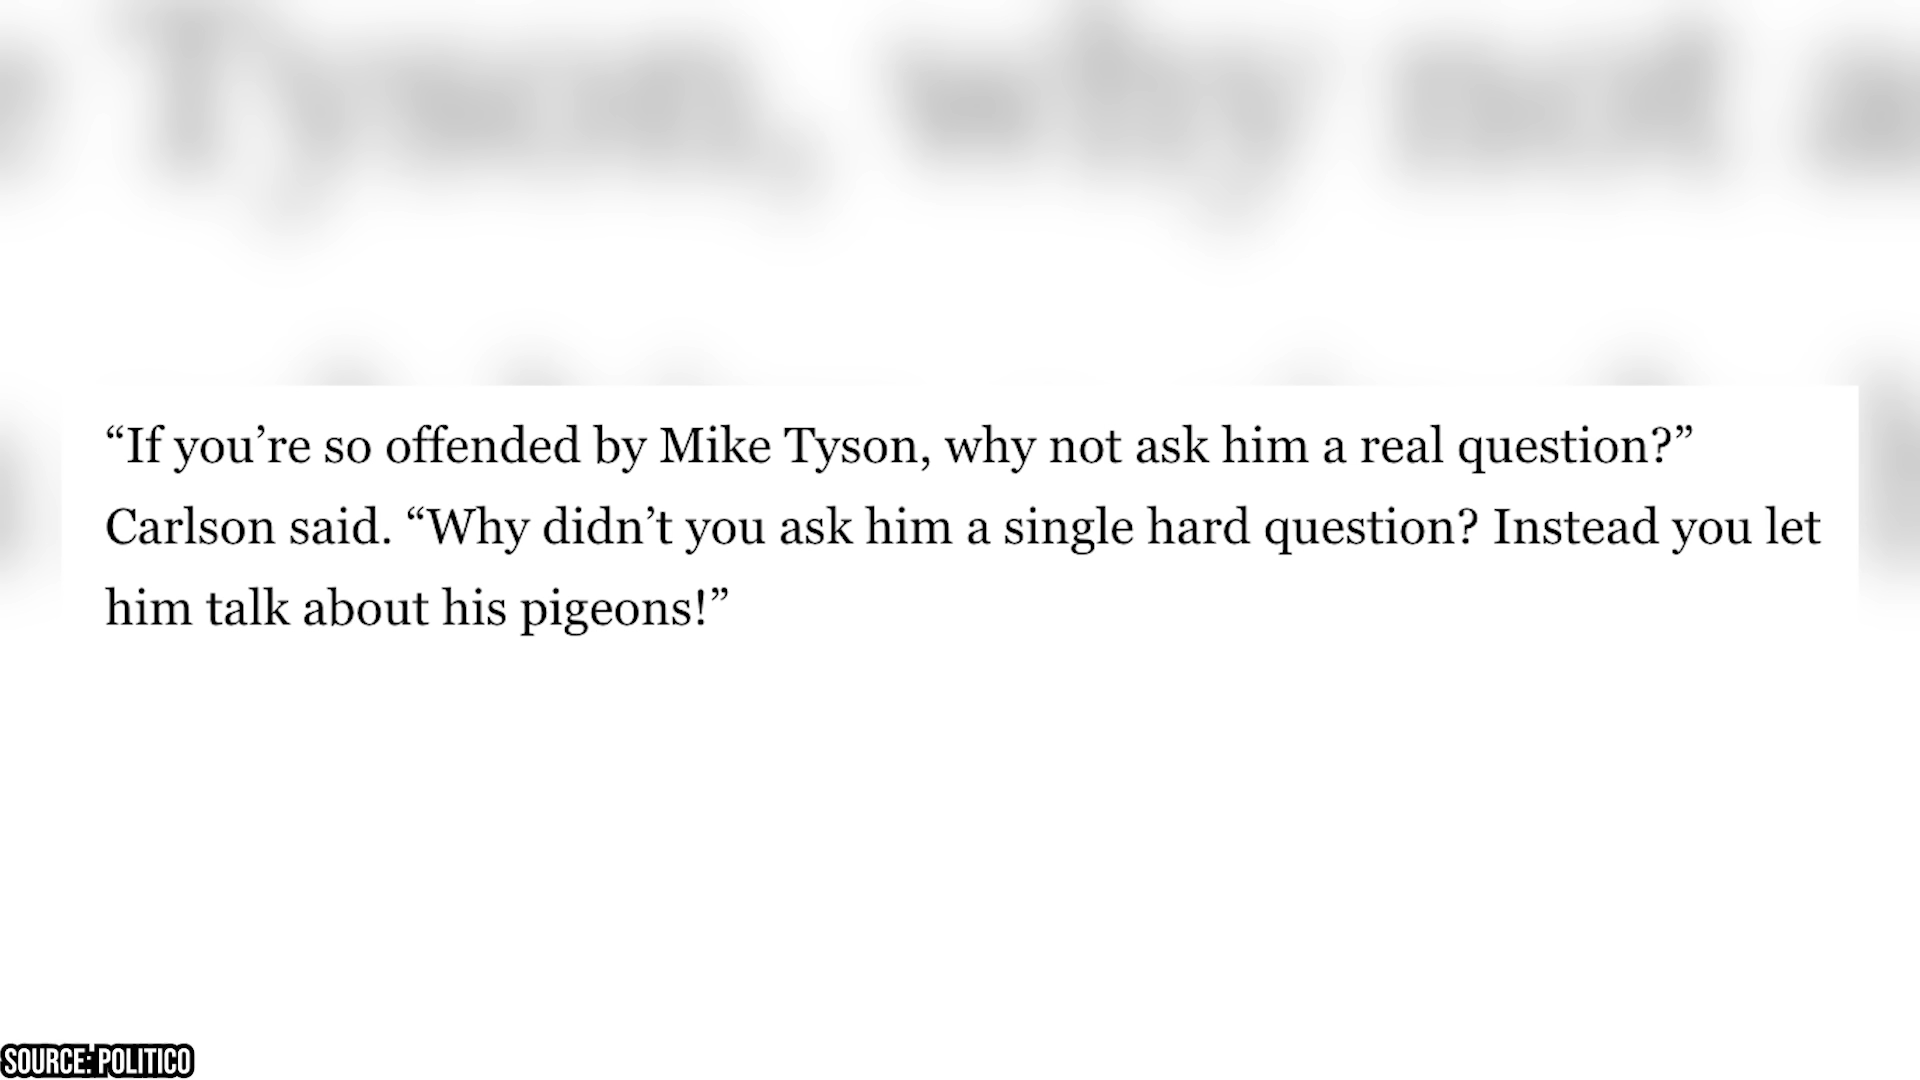 “If you’re so offended by Mike Tyson, why not ask him a real question?”
Carlson said. “Why didn’t you ask him a single hard question? Instead you let
him talk about his pigeons!”
SOURCE: POLITICO